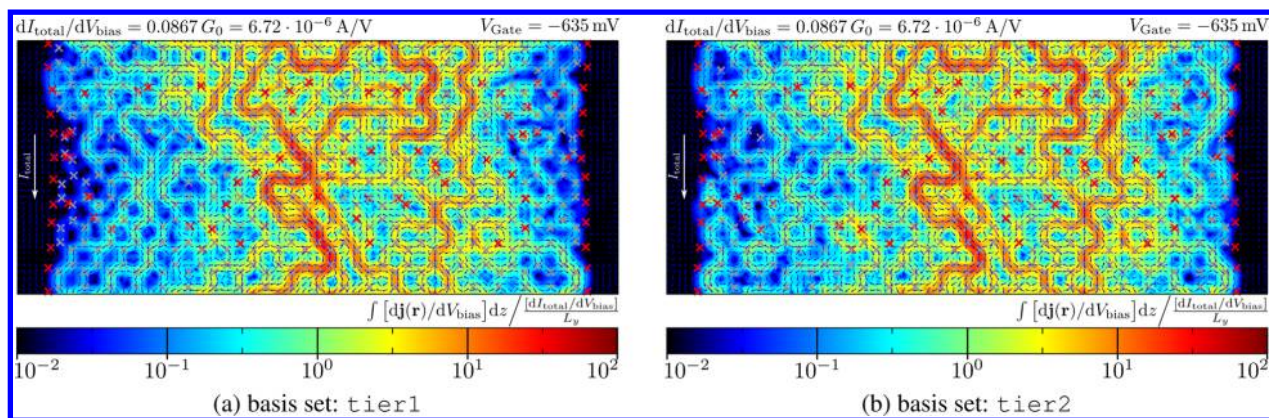 dI_total/dV_bias = 0.0867 G_0 = 6.72 · 10^−6 A/V V_Gate = −635 mV
I_total
∫ [dj(r)/dV_bias] dz / [dI_total/dV_bias] / L_y
10^−2 10^−1 10^0 10^1 10^2
(a) basis set: tier1
dI_total/dV_bias = 0.0867 G_0 = 6.72 · 10^−6 A/V V_Gate = −635 mV
I_total
∫ [dj(r)/dV_bias] dz / [dI_total/dV_bias] / L_y
10^−2 10^−1 10^0 10^1 10^2
(b) basis set: tier2